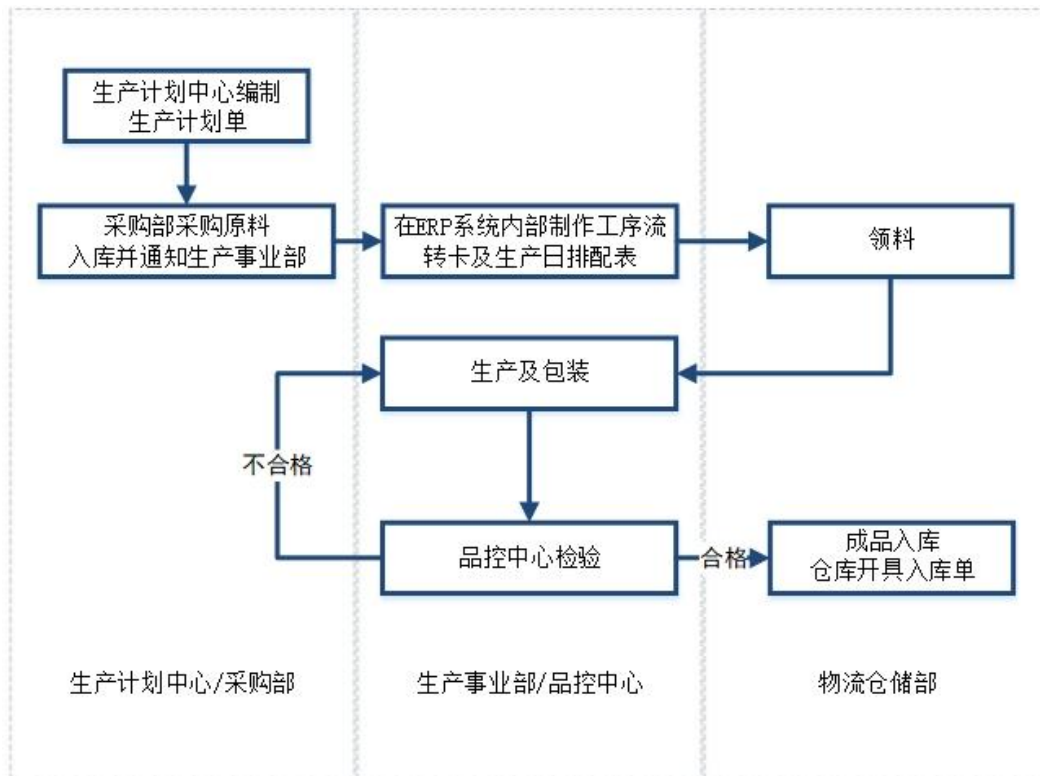 生产计划中心编制
生产计划单
采购部采购原料
入库并通知生产事业部
在ERP系统内部制作工序流
转卡及生产日排配表
领料
生产及包装
不合格
品控中心检验
合格
成品入库
仓库开具入库单
生产计划中心/采购部
生产事业部/品控中心
物流仓储部